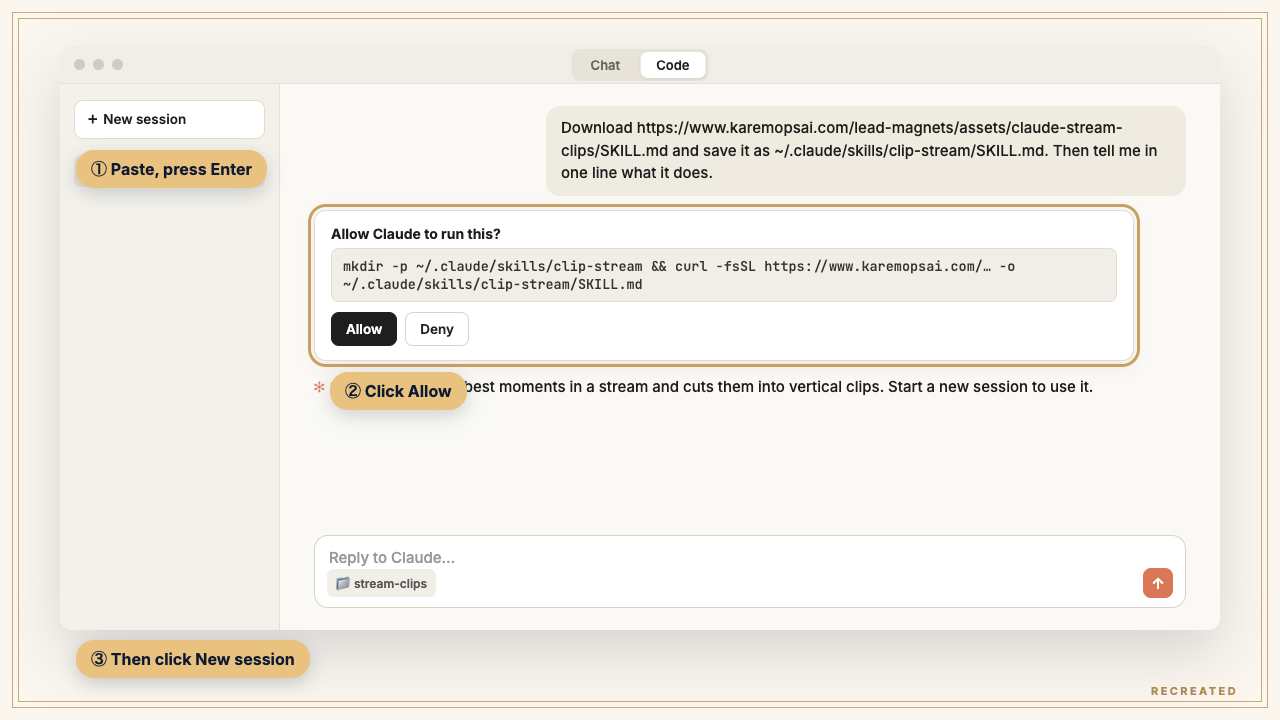 Chat Code
+ New session
① Paste, press Enter
Download https://www.karemopsai.com/lead-magnets/assets/claude-stream-
clips/SKILL.md and save it as ~/.claude/skills/clip-stream/SKILL.md. Then tell me in
one line what it does.
Allow Claude to run this?
mkdir -p ~/.claude/skills/clip-stream && curl -fsSL https://www.karemopsai.com/… -o
~/.claude/skills/clip-stream/SKILL.md
Allow Deny
② Click Allow
best moments in a stream and cuts them into vertical clips. Start a new session to use it.
Reply to Claude...
stream-clips
③ Then click New session
RECREATED